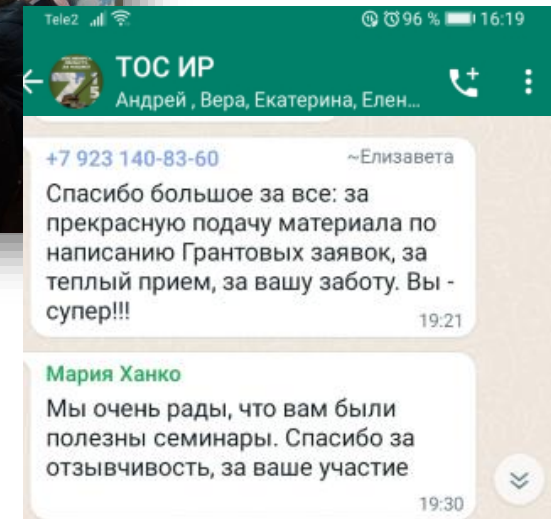 Tele2 96 % 16:19
ТОС ИР
Андрей , Вера, Екатерина, Елен...
+7 923 140-83-60 ~Елизавета
Спасибо большое за все: за
прекрасную подачу материала по
написанию Грантовых заявок, за
теплый прием, за вашу заботу. Вы -
супер!!!
19:21
Мария Ханко
Мы очень рады, что вам были
полезны семинары. Спасибо за
отзывчивость, за ваше участие
19:30